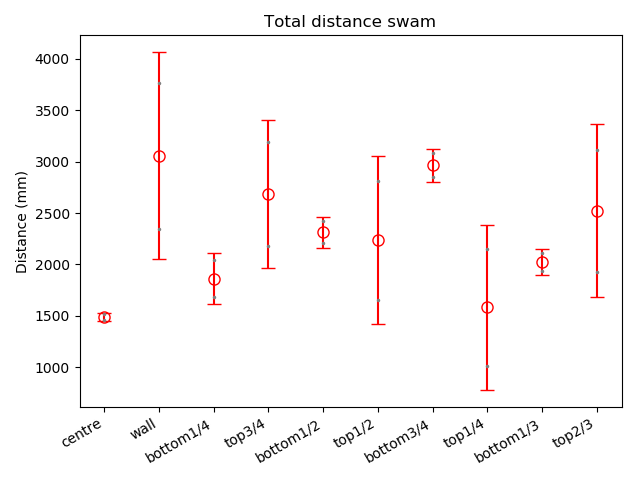 Total distance swam
Distance (mm)
4000
3500
3000
2500
2000
1500
1000
centre
wall
bottom1/4
top3/4
bottom1/2
top1/2
bottom3/4
top1/4
bottom1/3
top2/3